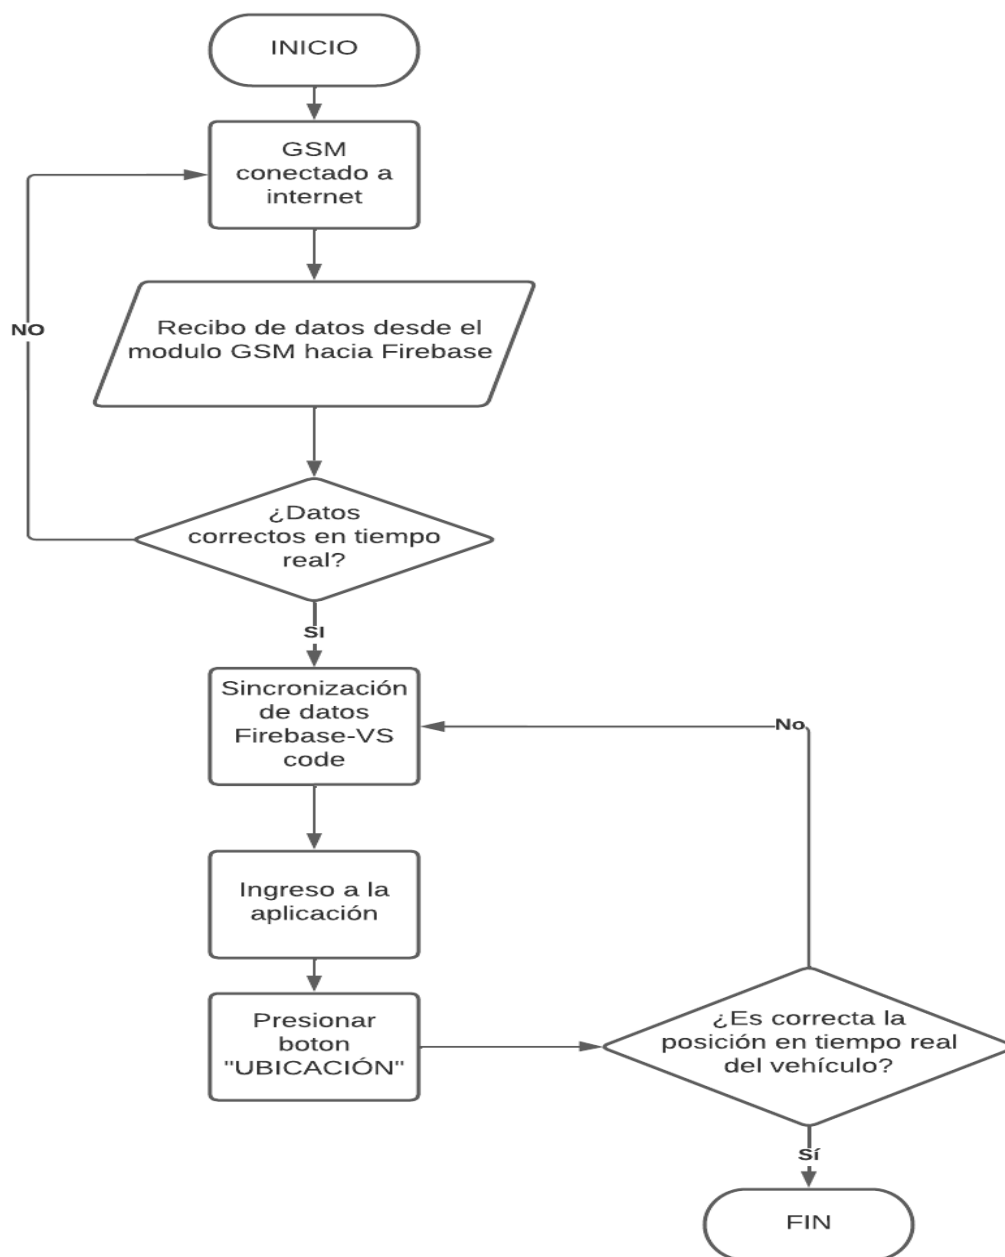 INICIO
GSM
conectado a
internet
Recibo de datos desde el
modulo GSM hacia Firebase
NO
¿Datos
correctos en tiempo
real?
SI
Sincronización
de datos
Firebase-VS
code
No
Ingreso a la
aplicación
Presionar
boton
"UBICACIÓN"
¿Es correcta la
posición en tiempo real
del vehículo?
Sí
FIN